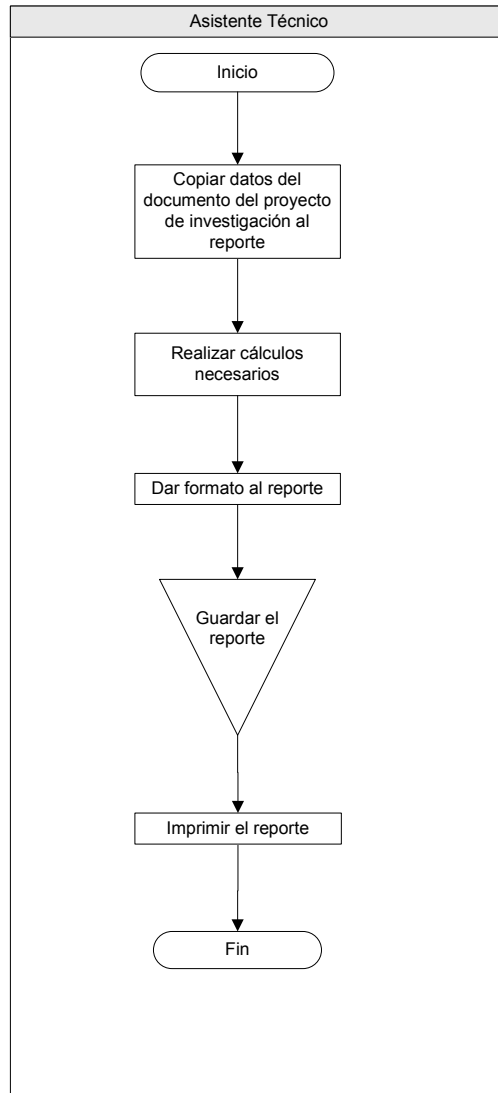 Asistente Técnico
Inicio
Copiar datos del
documento del proyecto
de investigación al
reporte
Realizar cálculos
necesarios
Dar formato al reporte
Guardar el
reporte
Imprimir el reporte
Fin